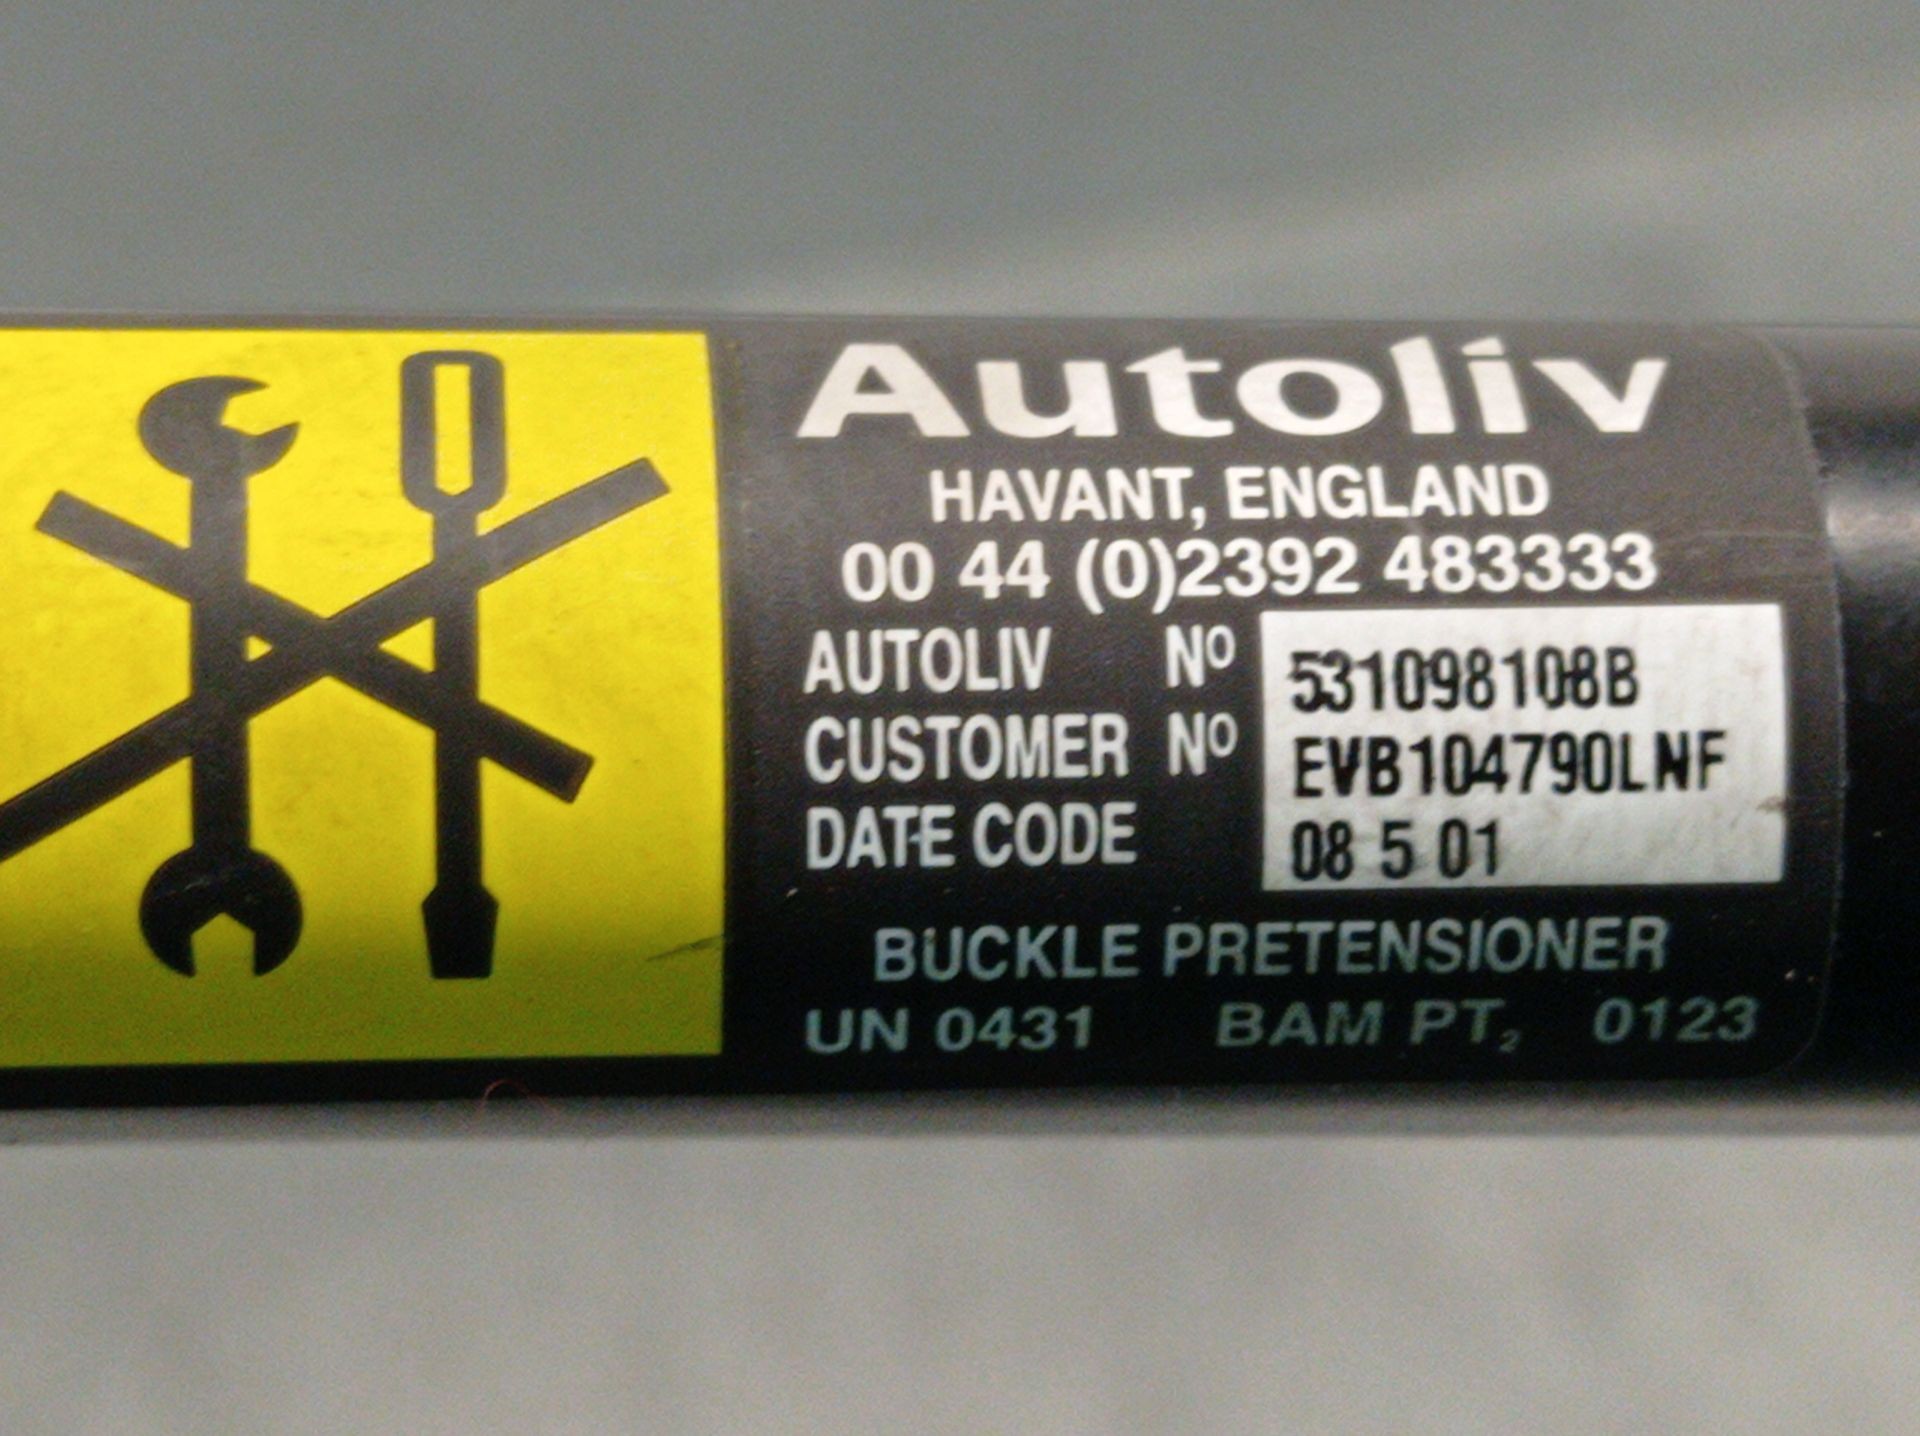 Autoliv
HAVANT, ENGLAND
00 44 (0)2392 483333
AUTOLIV Nº 531098108B
CUSTOMER Nº EVB104790LNF
DATE CODE 08 5 01
BUCKLE PRETENSIONER
UN 0431 BAM PT₂ 0123